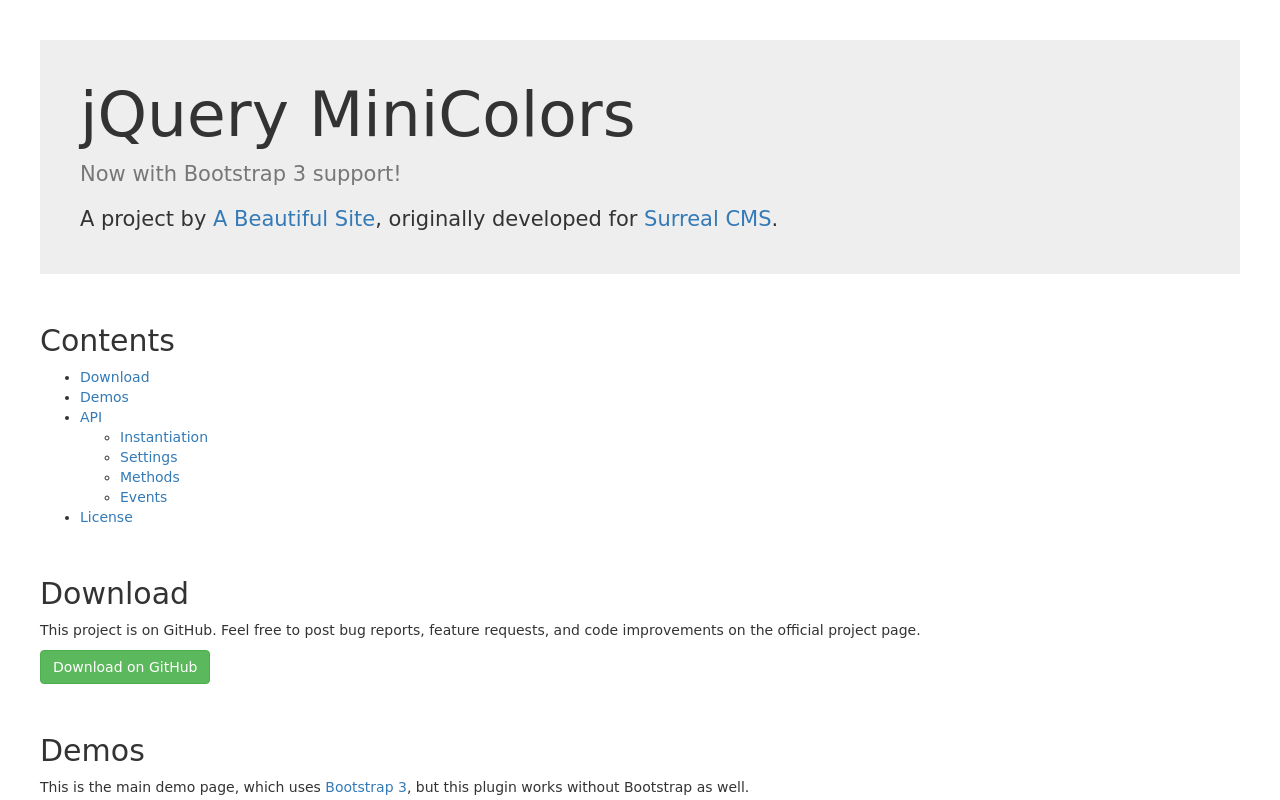 jQuery MiniColors
Now with Bootstrap 3 support!
A project by A Beautiful Site, originally developed for Surreal CMS.
Contents
Download
Demos
API
Instantiation
Settings
Methods
Events
License
Download
This project is on GitHub. Feel free to post bug reports, feature requests, and code improvements on the official project page.
Download on GitHub
Demos
This is the main demo page, which uses Bootstrap 3, but this plugin works without Bootstrap as well.